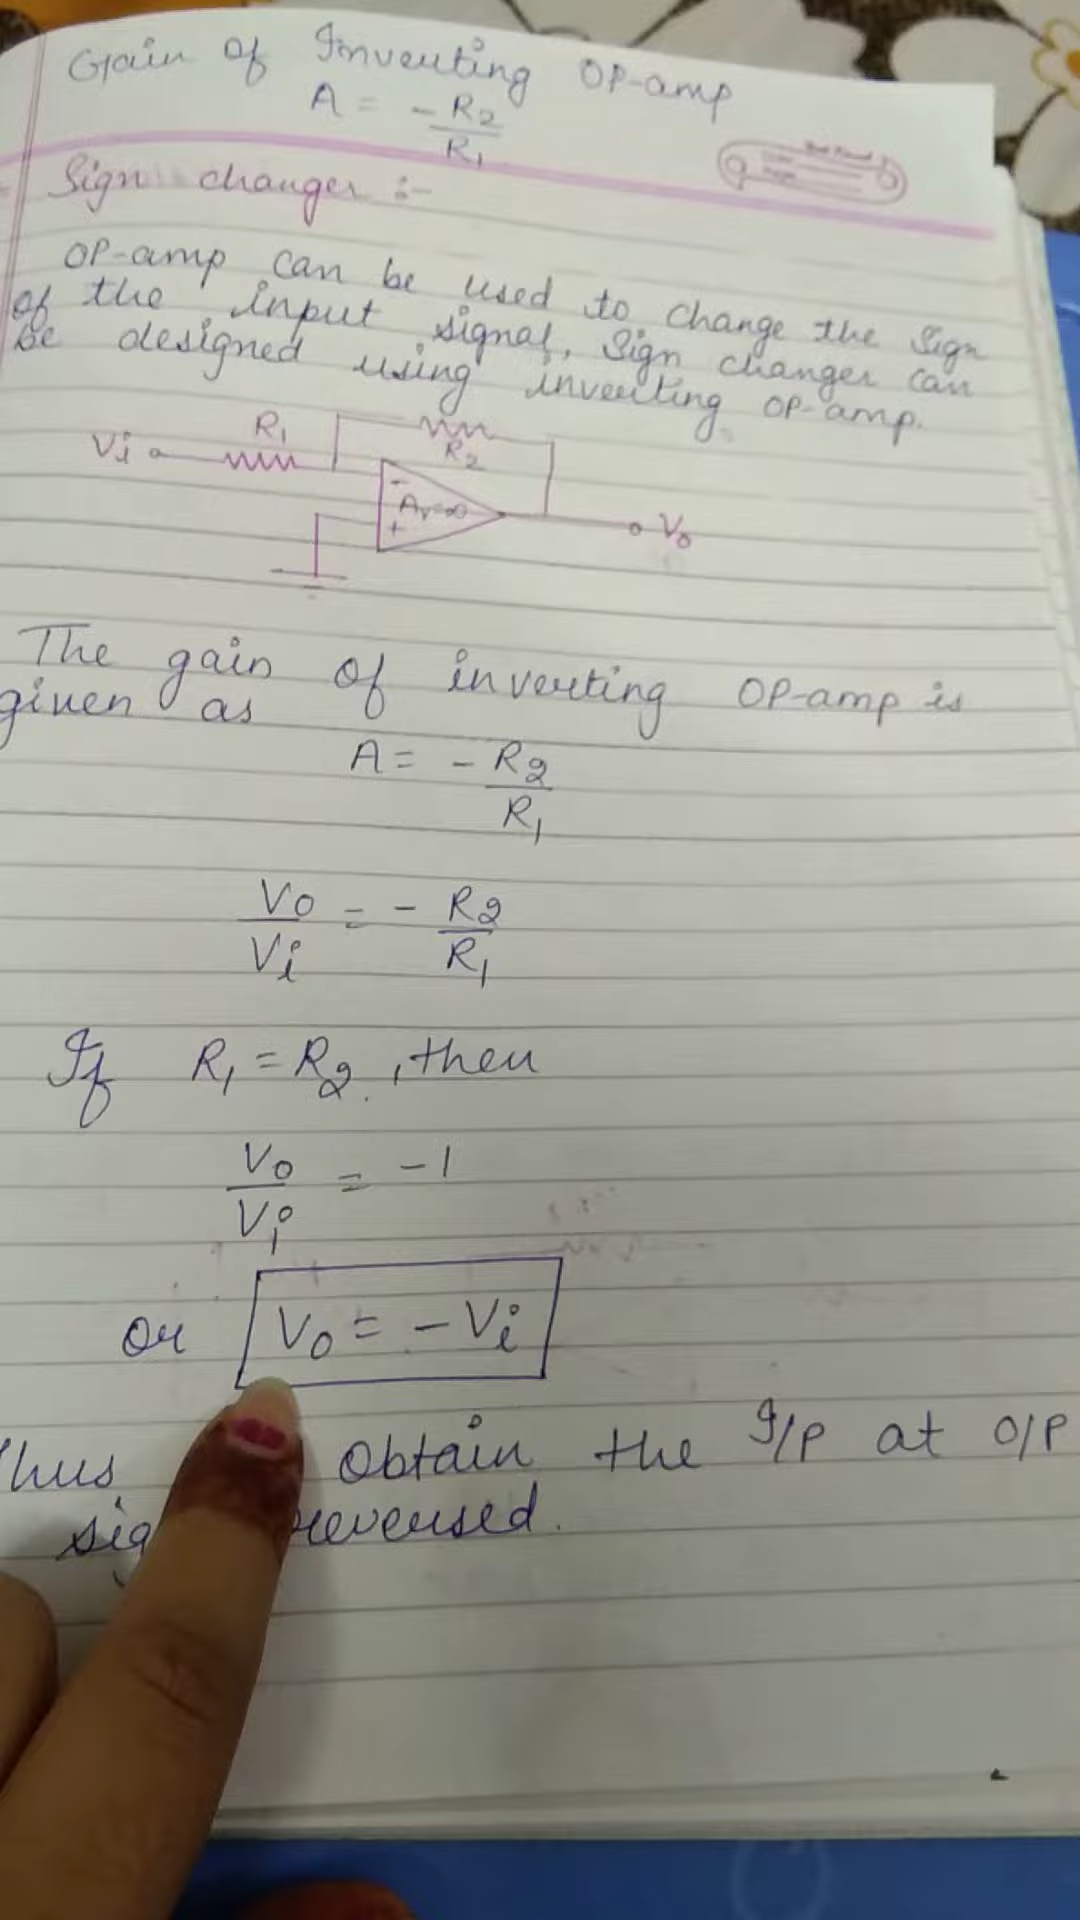 Gain of Inverting OP-amp
A = -R2/R1
Sign changer :-
OP-amp can be used to change the sign
of the input signal, Sign changer can
be designed using inverting OP-amp.
R1
R2
Vi
-
Av=∞
+
Vo
The gain of inverting OP-amp is
given as
A = -R2/R1
Vo/Vi = -R2/R1
If R1 = R2, then
Vo/Vi = -1
or Vo = -Vi
Thus obtain the I/P at O/P
reversed.